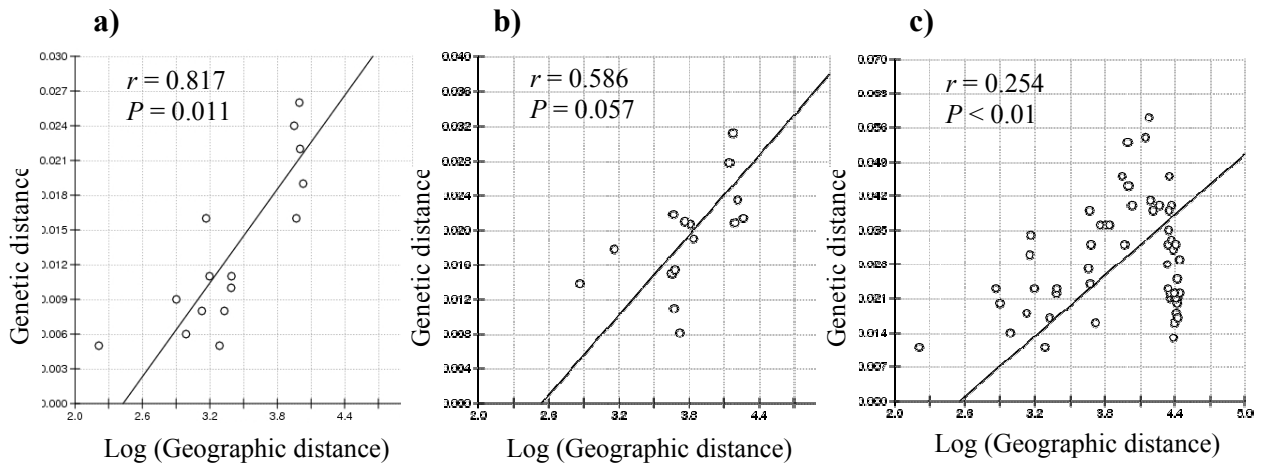 a)
Genetic distance
0.030
0.027
0.024
0.021
0.018
0.015
0.012
0.009
0.006
0.003
0.000
r = 0.817
P = 0.011
2.0 2.6 3.2 3.8 4.4
Log (Geographic distance)
b)
Genetic distance
0.040
0.036
0.032
0.028
0.024
0.020
0.016
0.012
0.008
0.004
0.000
r = 0.586
P = 0.057
2.0 2.6 3.2 3.8 4.4
Log (Geographic distance)
c)
Genetic distance
0.070
0.063
0.056
0.049
0.042
0.035
0.028
0.021
0.014
0.007
0.000
r = 0.254
P < 0.01
2.0 2.6 3.2 3.8 4.4 5.0
Log (Geographic distance)